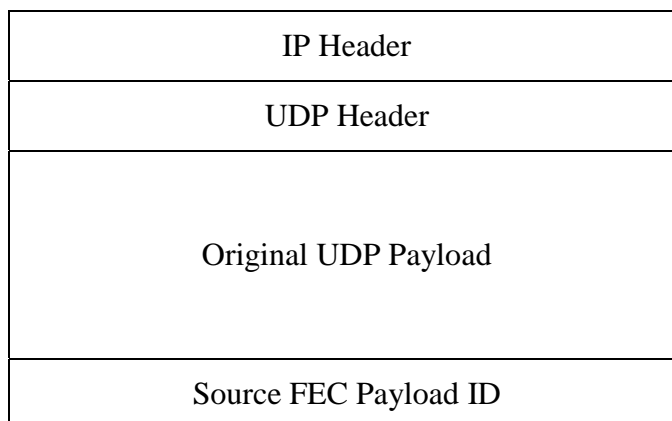 IP Header
UDP Header
Original UDP Payload
Source FEC Payload ID